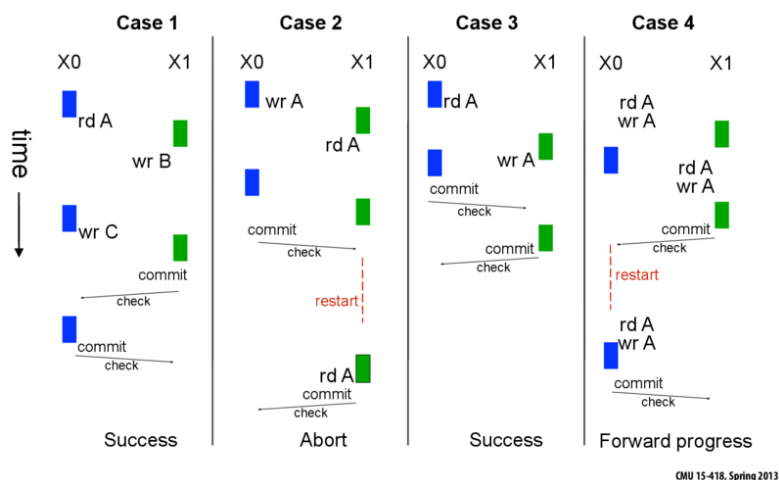 Case 1
X0 X1
rd A
wr B
wr C
commit
check
commit
check
Success
Case 2
X0 X1
wr A
rd A
commit
check
restart
rd A
commit
check
Abort
Case 3
X0 X1
rd A
wr A
commit
check
commit
check
Success
Case 4
X0 X1
rd A
wr A
rd A
wr A
commit
check
restart
rd A
wr A
commit
check
Forward progress
time
CMU 15-418, Spring 2013